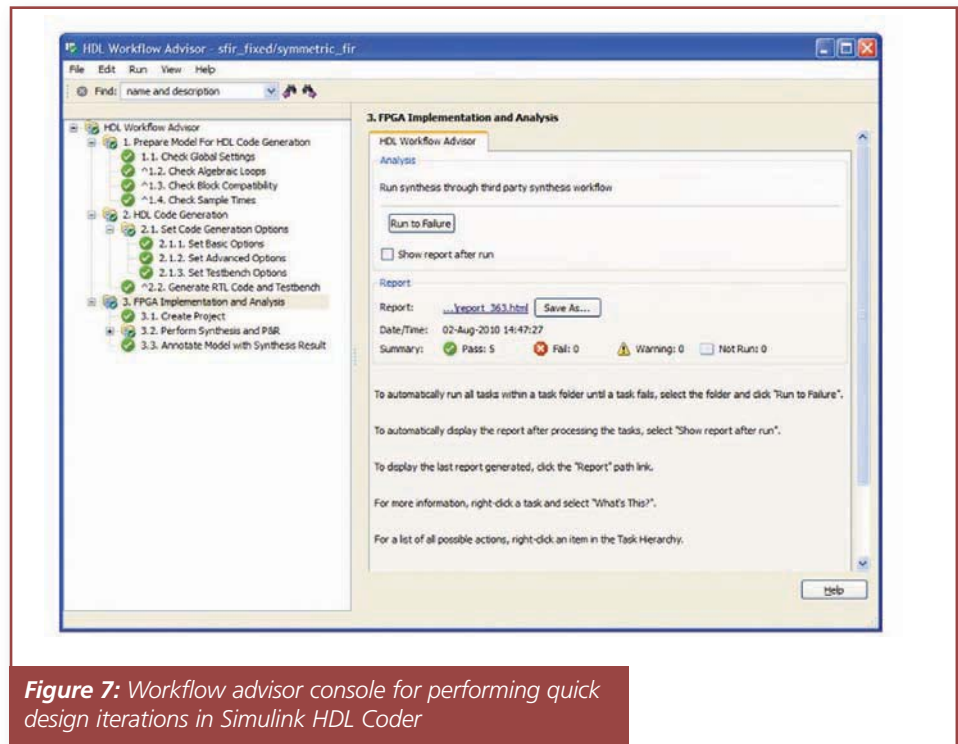 HDL Workflow Advisor - sfir_fixed/symmetric_fir
File Edit Run View Help
Find: name and description
HDL Workflow Advisor
1. Prepare Model For HDL Code Generation
1.1. Check Global Settings
^1.2. Check Algebraic Loops
^1.3. Check Block Compatibility
^1.4. Check Sample Times
2. HDL Code Generation
2.1. Set Code Generation Options
2.1.1. Set Basic Options
2.1.2. Set Advanced Options
2.1.3. Set Testbench Options
^2.2. Generate RTL Code and Testbench
3. FPGA Implementation and Analysis
3.1. Create Project
3.2. Perform Synthesis and P&R
3.3. Annotate Model with Synthesis Result
3. FPGA Implementation and Analysis
HDL Workflow Advisor
Analysis
Run synthesis through third party synthesis workflow
Run to Failure
Show report after run
Report
Report: ...\report_363.html Save As...
Date/Time: 02-Aug-2010 14:47:27
Summary: Pass: 5 Fail: 0 Warning: 0 Not Run: 0
To automatically run all tasks within a task folder until a task fails, select the folder and click "Run to Failure".
To automatically display the report after processing the tasks, select "Show report after run".
To display the last report generated, click the "Report" path link.
For more information, right-click a task and select "What's This?".
For a list of all possible actions, right-click an item in the Task Hierarchy.
Help
Figure 7: Workflow advisor console for performing quick
design iterations in Simulink HDL Coder